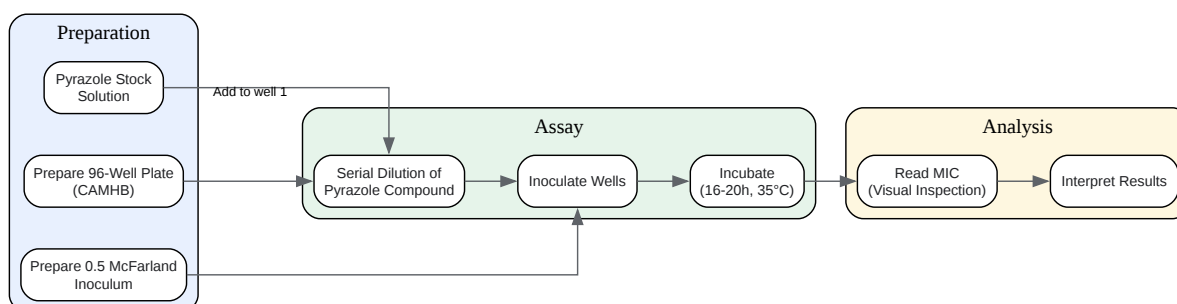 Preparation
Pyrazole Stock
Solution
Add to well 1
Prepare 96-Well Plate
(CAMHB)
Prepare 0.5 McFarland
Inoculum
Assay
Serial Dilution of
Pyrazole Compound
Inoculate Wells
Incubate
(16-20h, 35°C)
Analysis
Read MIC
(Visual Inspection)
Interpret Results